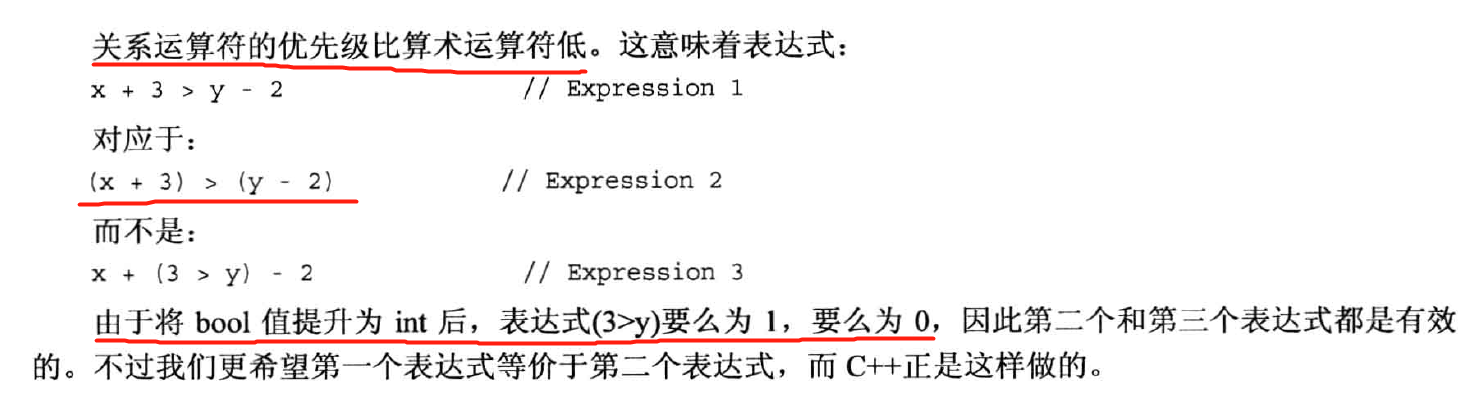 关系运算符的优先级比算术运算符低。这意味着表达式：
x + 3 > y - 2 // Expression 1
对应于：
(x + 3) > (y - 2) // Expression 2
而不是：
x + (3 > y) - 2 // Expression 3
由于将 bool 值提升为 int 后，表达式(3>y)要么为 1，要么为 0，因此第二个和第三个表达式都是有效
的。不过我们更希望第一个表达式等价于第二个表达式，而 C++正是这样做的。